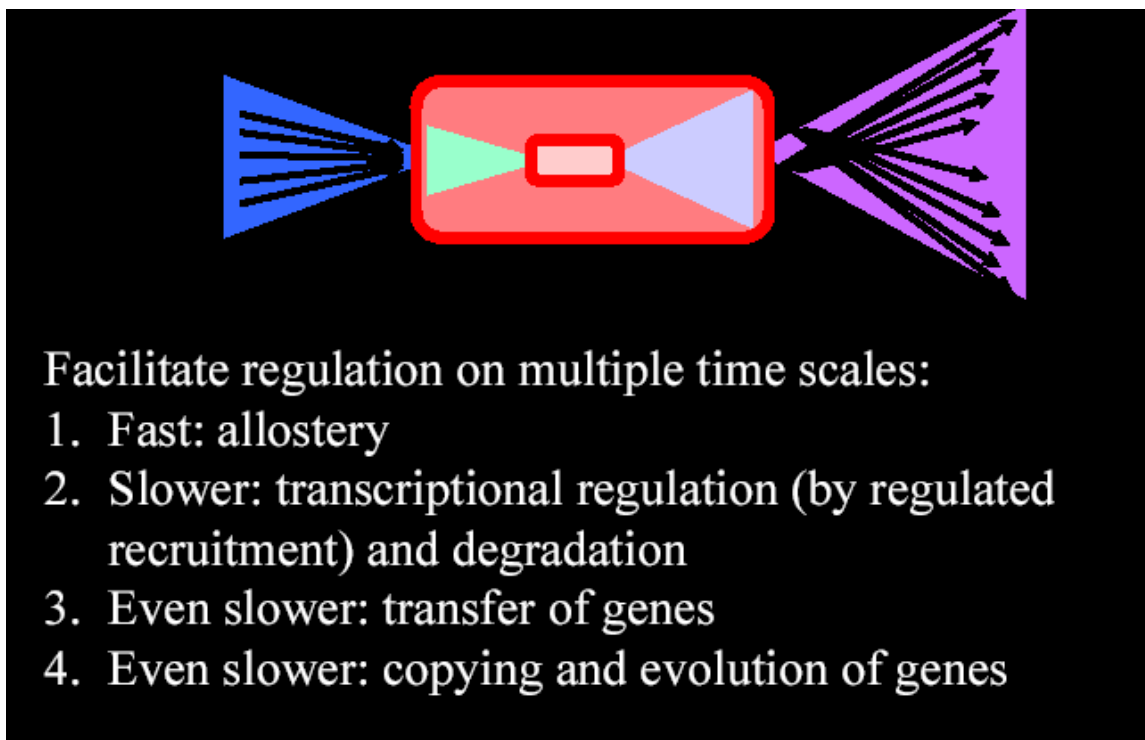 Facilitate regulation on multiple time scales:
1. Fast: allostery
2. Slower: transcriptional regulation (by regulated
recruitment) and degradation
3. Even slower: transfer of genes
4. Even slower: copying and evolution of genes